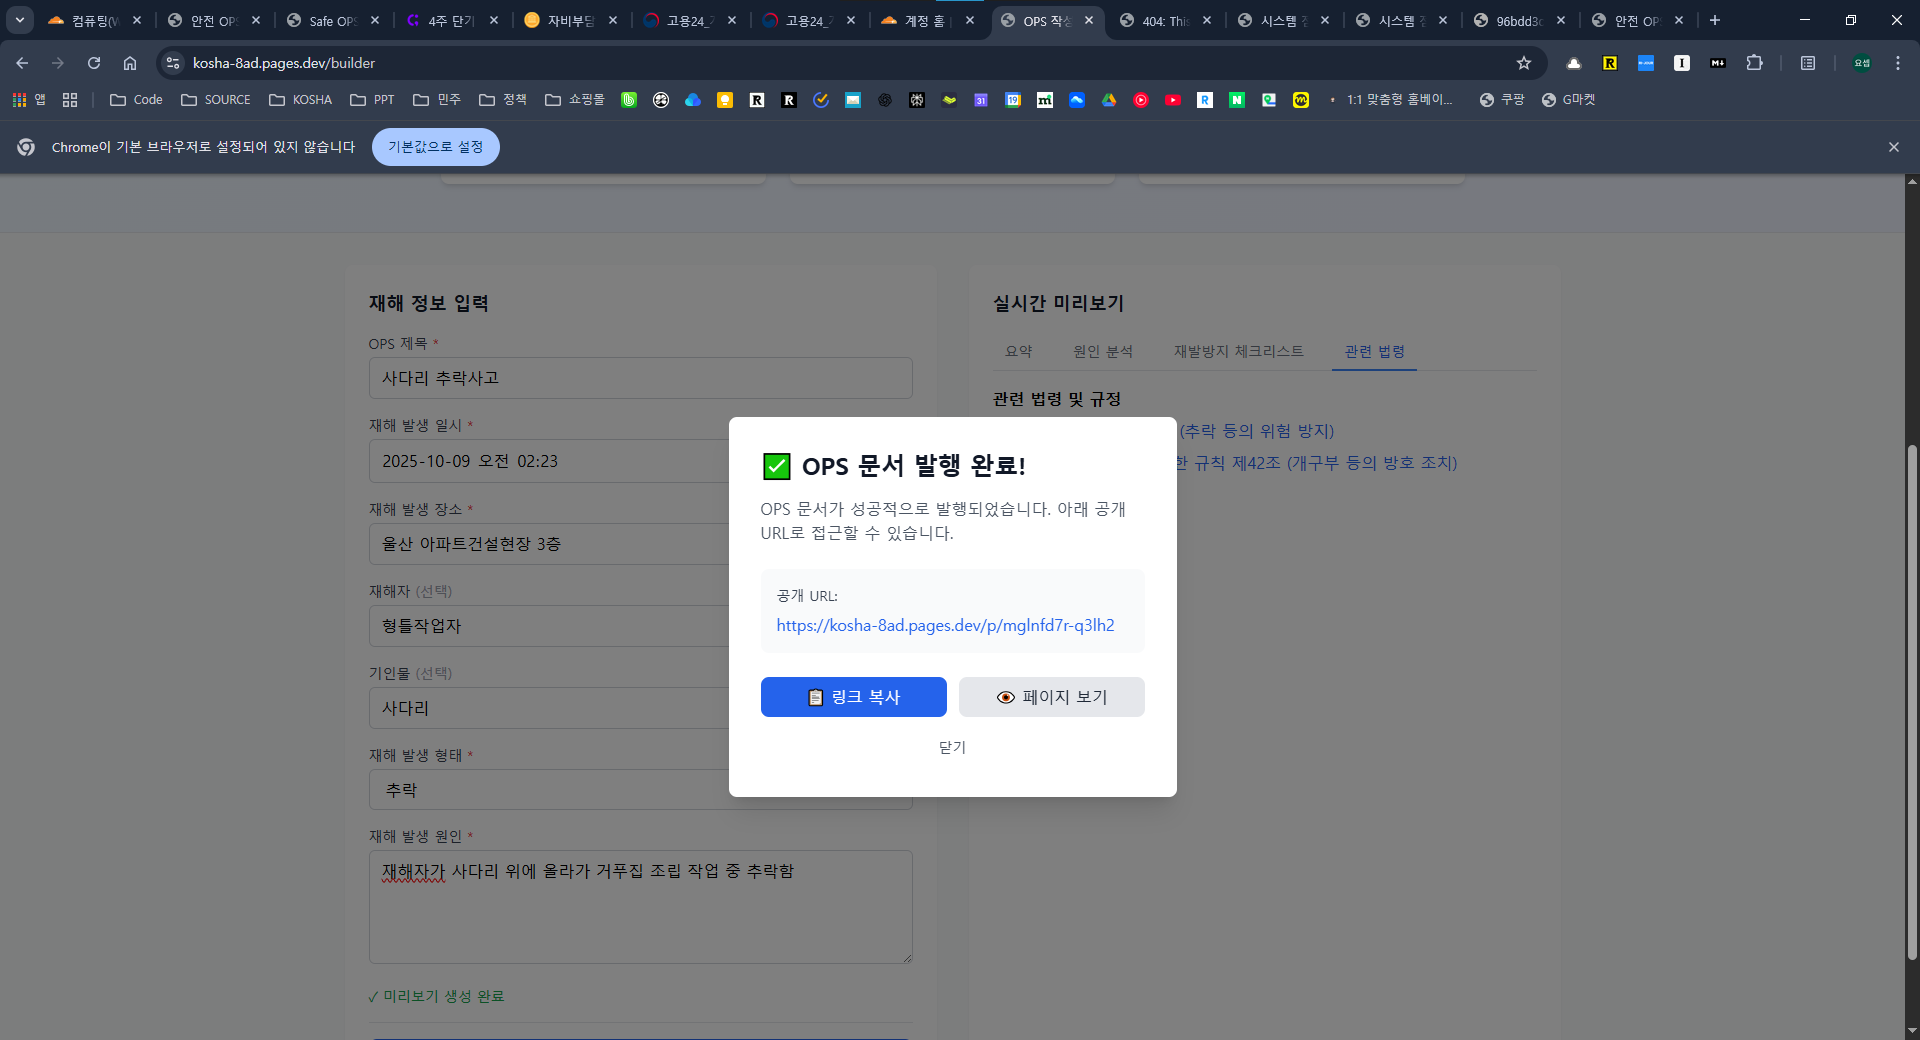 컴퓨팅(W
안전 OP
Safe OPS
4주 단기
자비부담
고용24_
고용24_
계정 홈
OPS 작성
404: Thi
시스템
시스템
96bdd3
안전 OP
kosha-8ad.pages.dev/builder
요셉
앱
Code
SOURCE
KOSHA
PPT
민주
정책
쇼핑몰
1:1 맞춤형 홈베이...
쿠팡
G마켓
Chrome이 기본 브라우저로 설정되어 있지 않습니다
기본값으로 설정
재해 정보 입력
OPS 제목 *
사다리 추락사고
재해 발생 일시 *
2025-10-09 오전 02:23
재해 발생 장소 *
울산 아파트건설현장 3층
재해자 (선택)
형틀작업자
기인물 (선택)
사다리
재해 발생 형태 *
추락
재해 발생 원인 *
재해자가 사다리 위에 올라가 거푸집 조립 작업 중 추락함
✓ 미리보기 생성 완료
실시간 미리보기
요약
원인 분석
재발방지 체크리스트
관련 법령
관련 법령 및 규정
(추락 등의 위험 방지)
한 규칙 제42조 (개구부 등의 방호 조치)
✅ OPS 문서 발행 완료!
OPS 문서가 성공적으로 발행되었습니다. 아래 공개
URL로 접근할 수 있습니다.
공개 URL:
https://kosha-8ad.pages.dev/p/mglnfd7r-q3lh2
📋 링크 복사
👁️ 페이지 보기
닫기